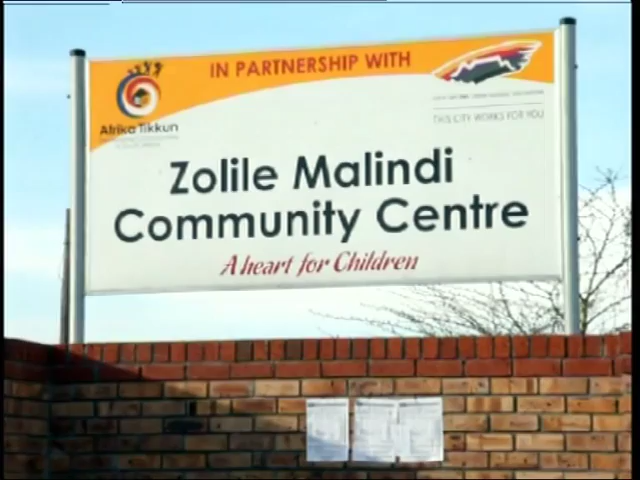 IN PARTNERSHIP WITH
Afrika Tikkun
THIS CITY WORKS FOR YOU
Zolile Malindi
Community Centre
A heart for Children